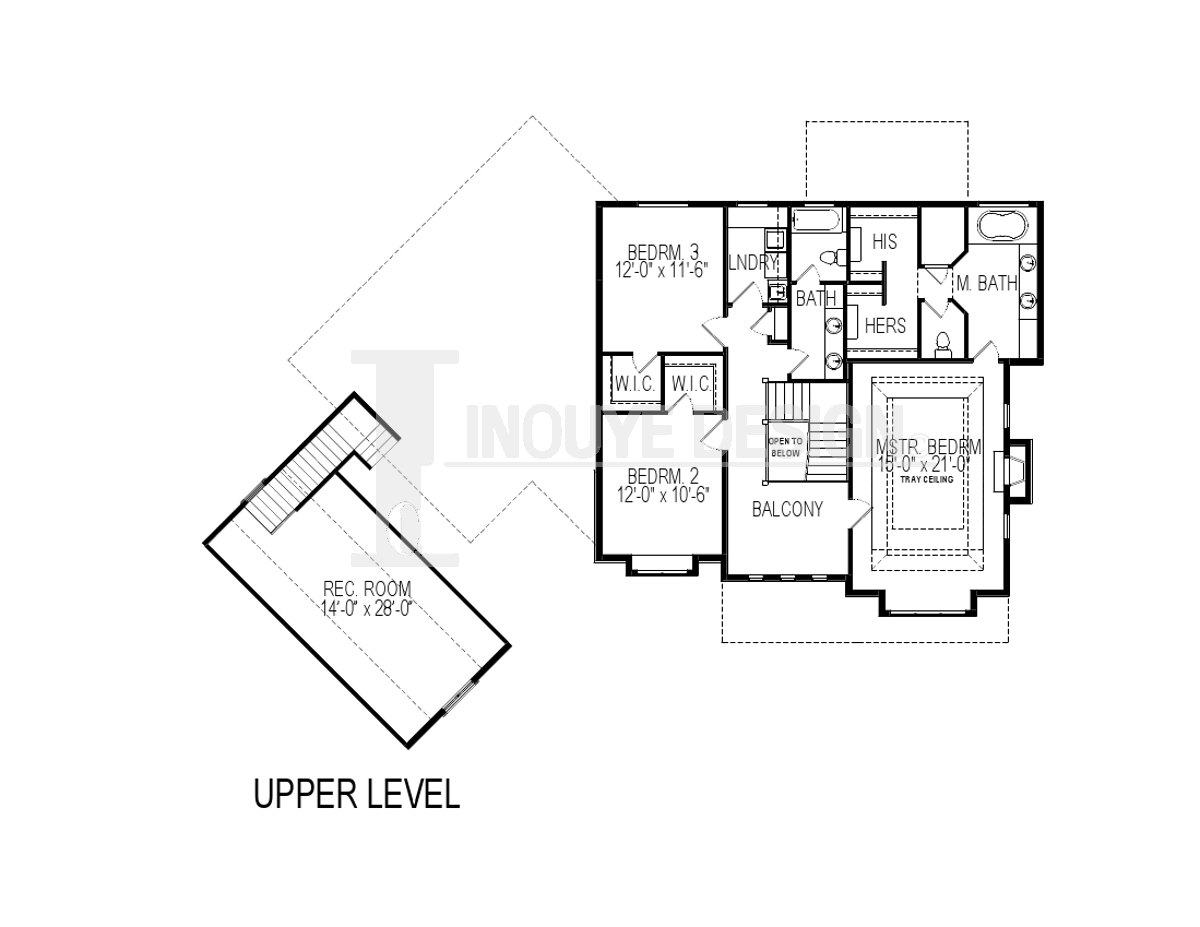 BEDRM. 3
12'-0" x 11'-6"
LNDRY
BATH
HIS
HERS
M. BATH
W.I.C.
W.I.C.
INOUYE DESIGN
OPEN TO
BELOW
MSTR. BEDRM
15'-0" x 21'-0"
TRAY CEILING
BEDRM. 2
12'-0" x 10'-6"
BALCONY
REC. ROOM
14'-0" x 28'-0"
UPPER LEVEL